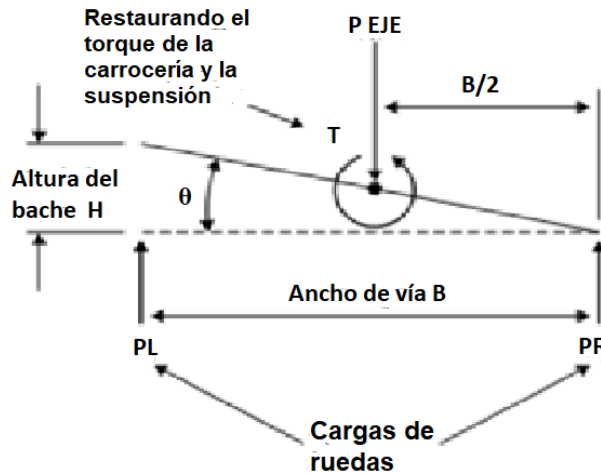 Restaurando el
torque de la
carrocería y la
suspensión
P EJE
B/2
T
Altura del
bache H
θ
Ancho de vía B
PL
PR
Cargas de
ruedas